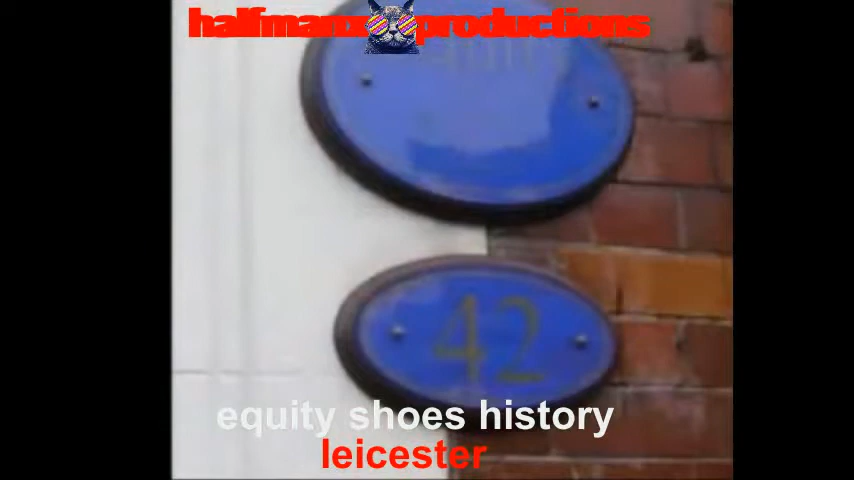 halfmanx productions
42
equity shoes history
leicester